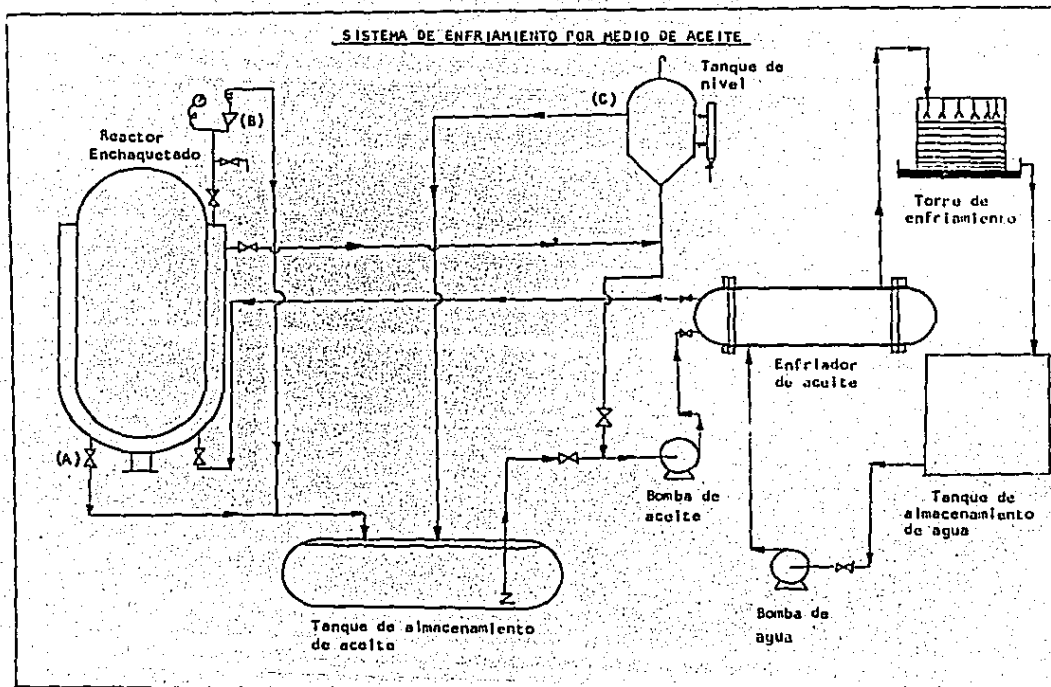 SISTEMA DE ENFRIAMIENTO POR MEDIO DE ACEITE
Tanque de
nivel
(C)
(B)
Reactor
Enchaquetado
Torre de
enfriamiento
Enfriador
de aceite
(A)
Bomba de
aceite
Tanque de
almacenamiento
de agua
Bomba de
agua
Tanque de almacenamiento
de aceite